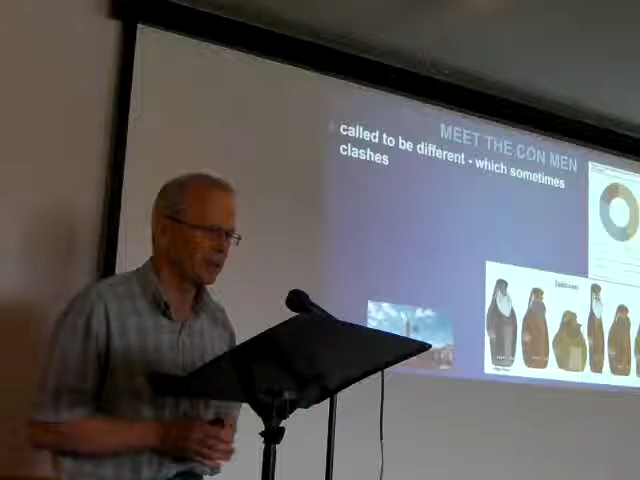 MEET THE CON MEN
called to be different - which sometimes
clashes